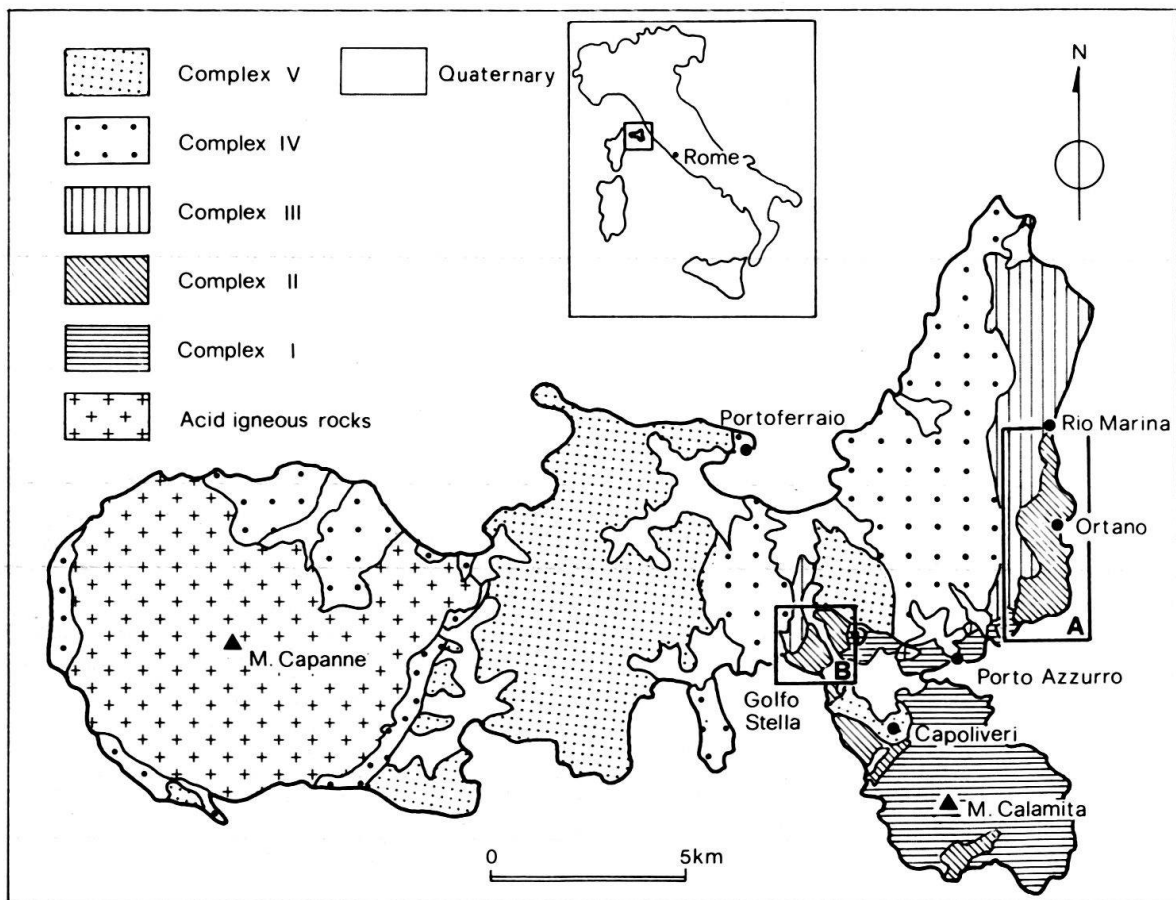 Complex V
Quaternary
Complex IV
Complex III
Complex II
Complex I
Acid igneous rocks
Rome
N
Portoferraio
Rio Marina
Ortano
A
M. Capanne
B
Porto Azzurro
Golfo
Stella
Capoliveri
M. Calamita
0 5km